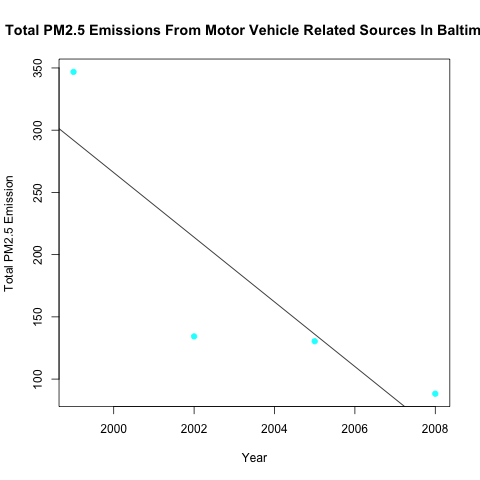 Total PM2.5 Emissions From Motor Vehicle Related Sources In Baltim
Total PM2.5 Emission
350
300
250
200
150
100
2000 2002 2004 2006 2008
Year